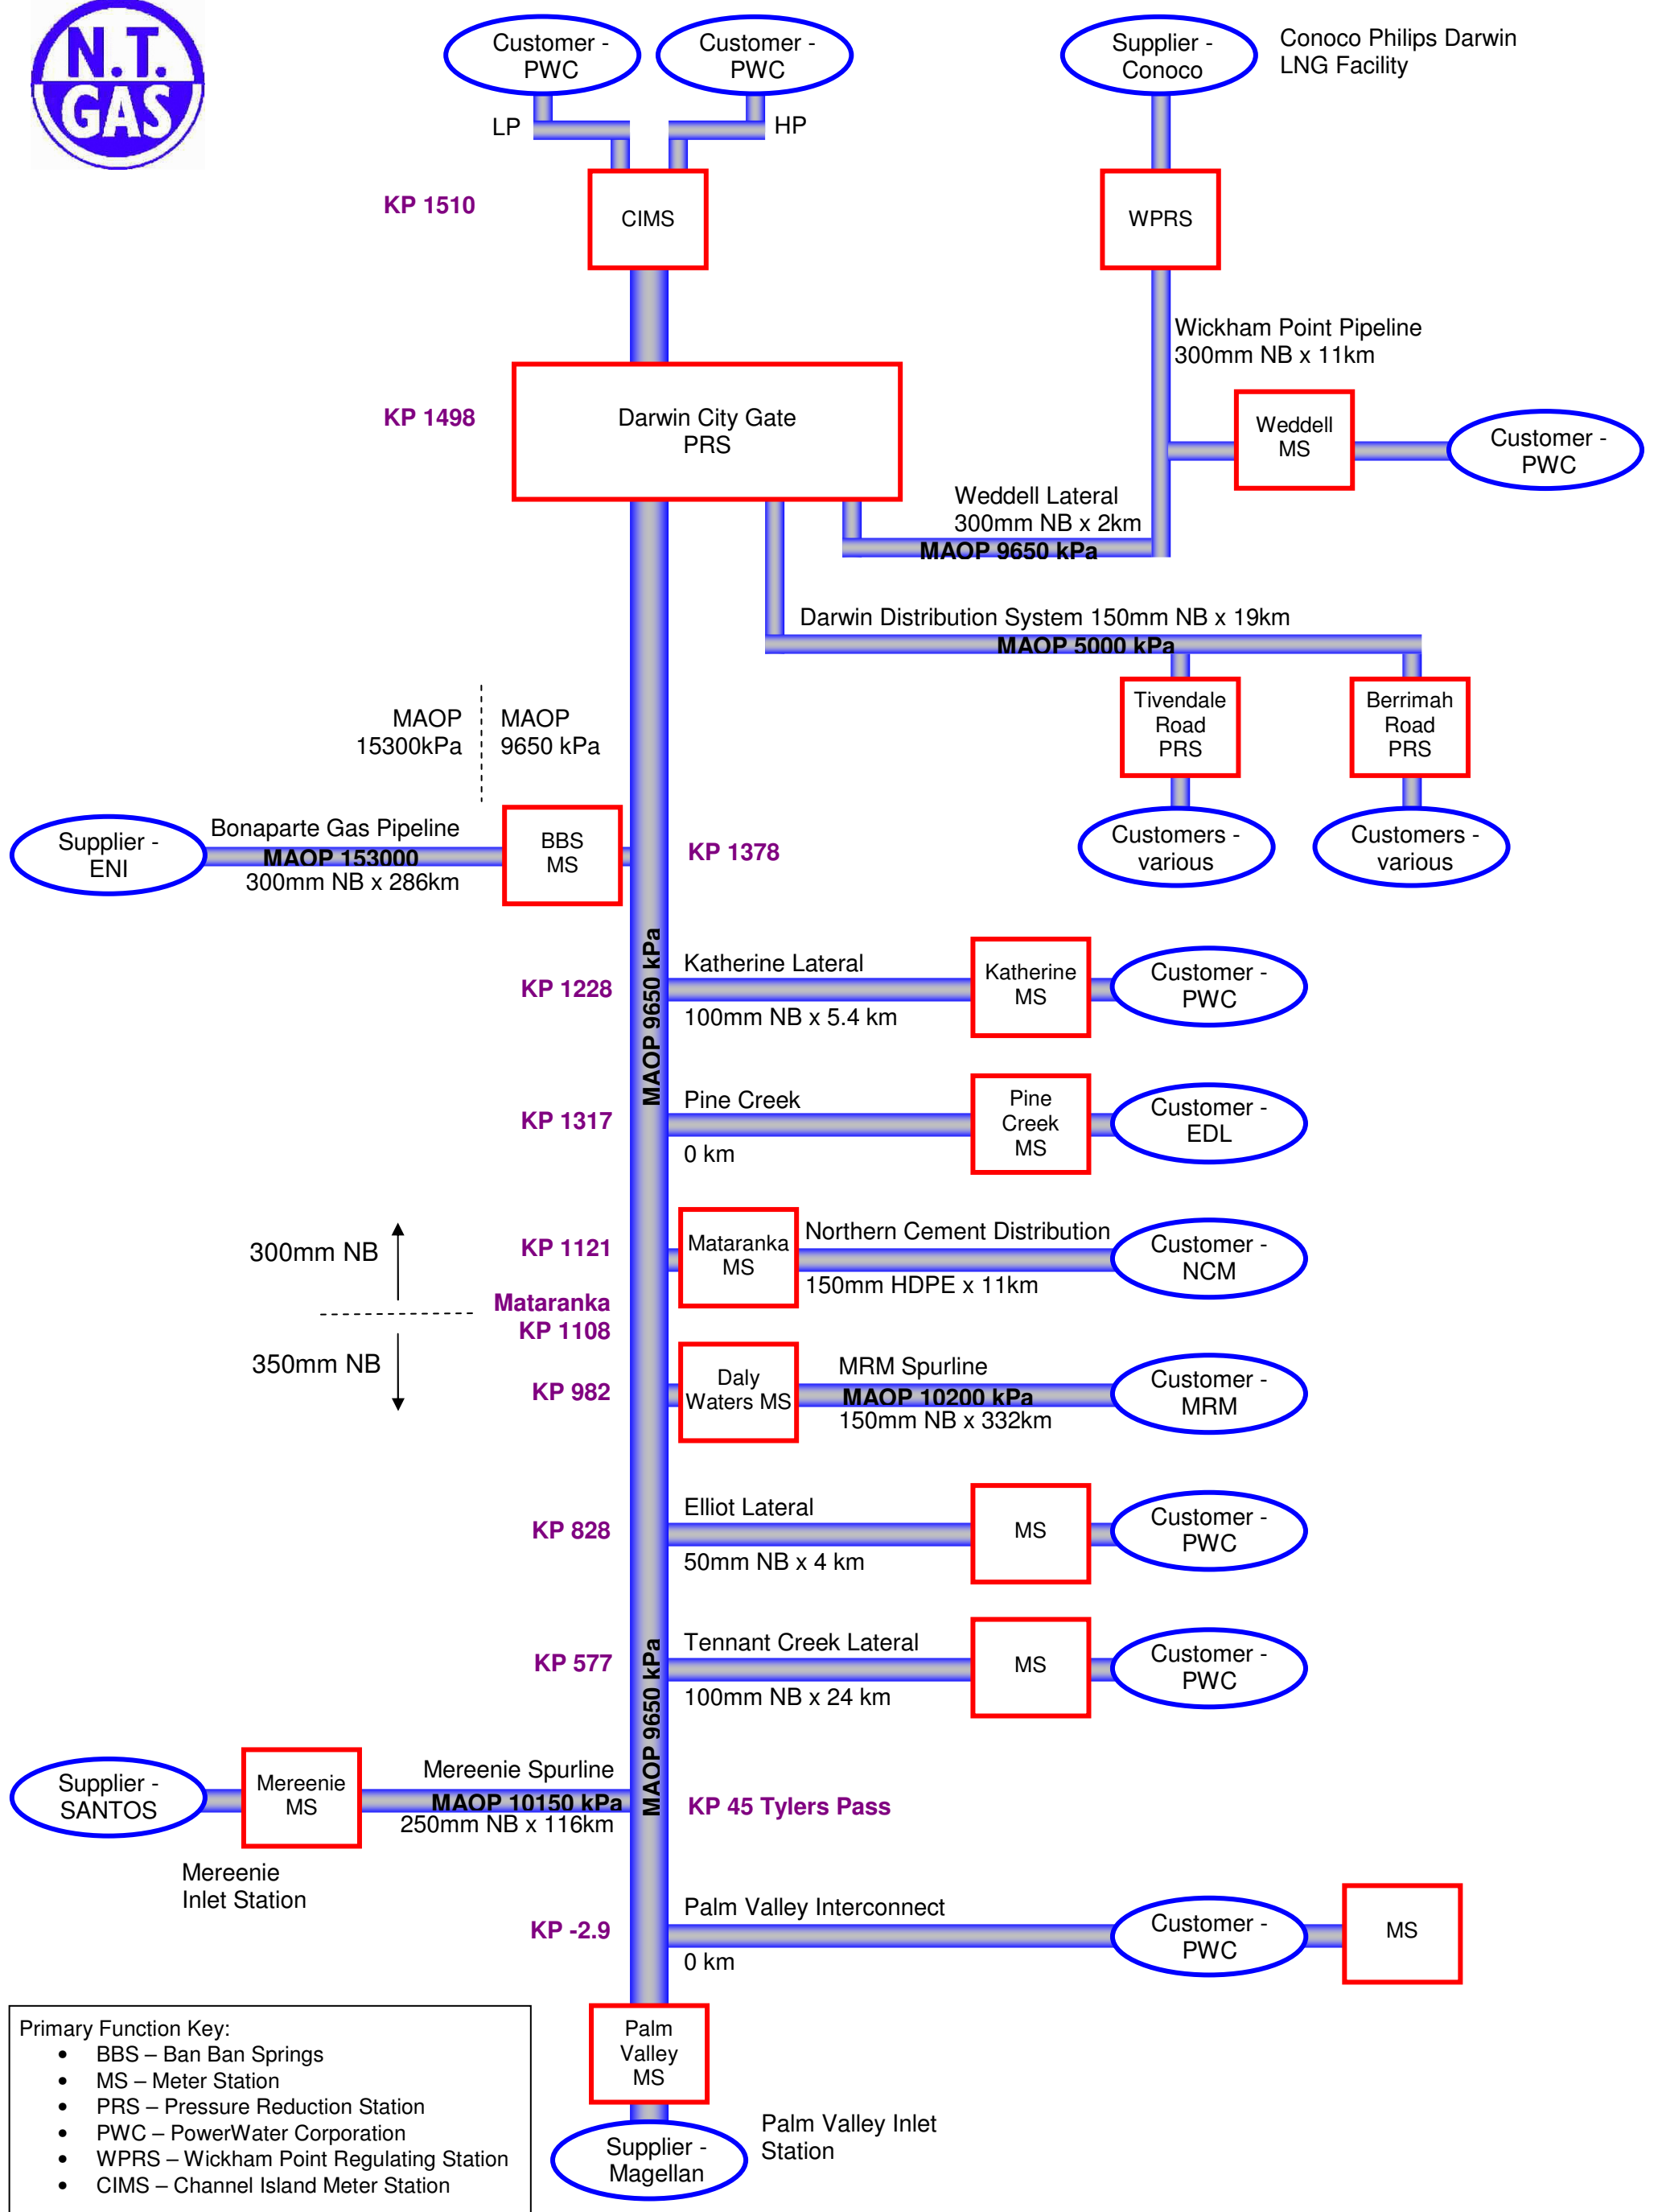 N.T.
GAS
Customer -
PWC
Customer -
PWC
Supplier -
Conoco
Conoco Philips Darwin
LNG Facility
LP
HP
KP 1510
CIMS
WPRS
Wickham Point Pipeline
300mm NB x 11km
KP 1498
Darwin City Gate
PRS
Weddell
MS
Customer -
PWC
Weddell Lateral
300mm NB x 2km
MAOP 9650 kPa
Darwin Distribution System 150mm NB x 19km
MAOP 5000 kPa
Tivendale
Road
PRS
Berrimah
Road
PRS
MAOP
15300kPa
MAOP
9650 kPa
Customers -
various
Customers -
various
Supplier -
ENI
Bonaparte Gas Pipeline
MAOP 153000
300mm NB x 286km
BBS
MS
KP 1378
MAOP 9650 kPa
KP 1228
Katherine Lateral
100mm NB x 5.4 km
Katherine
MS
Customer -
PWC
KP 1317
Pine Creek
0 km
Pine
Creek
MS
Customer -
EDL
300mm NB
KP 1121
Mataranka
MS
Northern Cement Distribution
150mm HDPE x 11km
Customer -
NCM
Mataranka
KP 1108
350mm NB
KP 982
Daly
Waters MS
MRM Spurline
MAOP 10200 kPa
150mm NB x 332km
Customer -
MRM
KP 828
Elliot Lateral
50mm NB x 4 km
MS
Customer -
PWC
KP 577
Tennant Creek Lateral
100mm NB x 24 km
MS
Customer -
PWC
MAOP 9650 kPa
Supplier -
SANTOS
Mereenie
MS
Mereenie Spurline
MAOP 10150 kPa
250mm NB x 116km
KP 45 Tylers Pass
Mereenie
Inlet Station
KP -2.9
Palm Valley Interconnect
0 km
Customer -
PWC
MS
Palm
Valley
MS
Supplier -
Magellan
Palm Valley Inlet
Station
Primary Function Key:
• BBS – Ban Ban Springs
• MS – Meter Station
• PRS – Pressure Reduction Station
• PWC – PowerWater Corporation
• WPRS – Wickham Point Regulating Station
• CIMS – Channel Island Meter Station